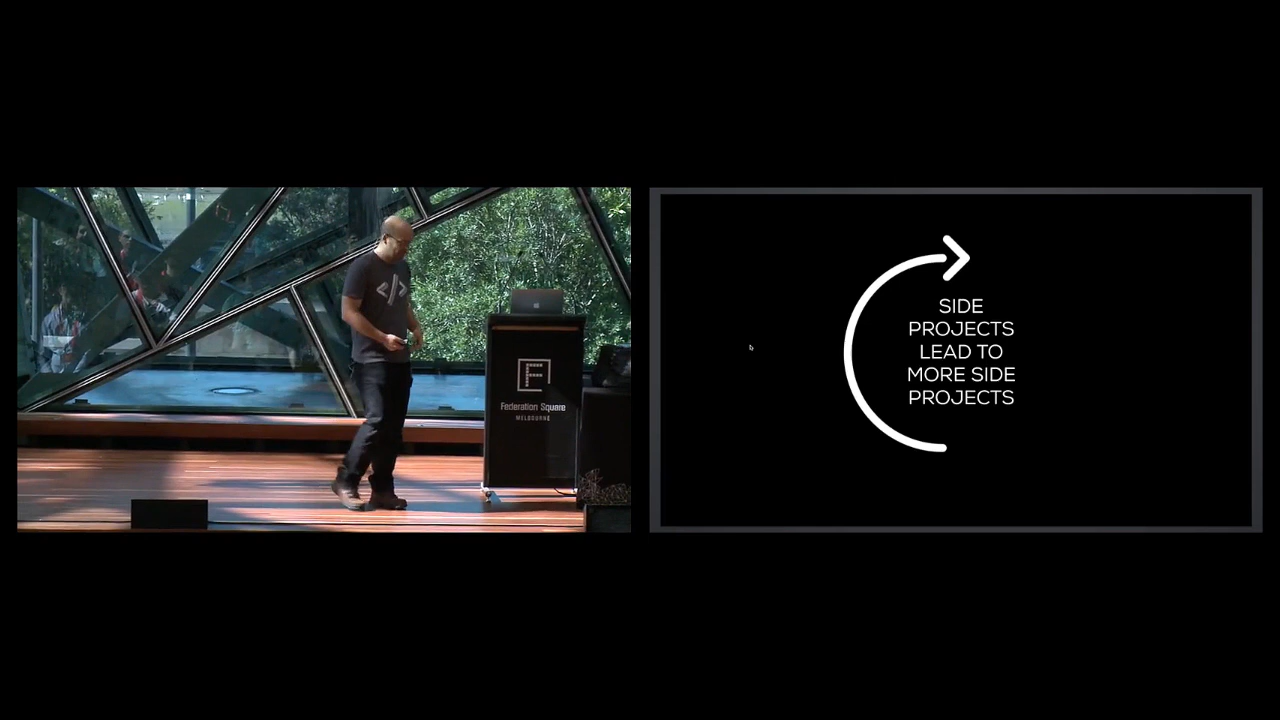 </>
Federation Square
MELBOURNE
SIDE
PROJECTS
LEAD TO
MORE SIDE
PROJECTS